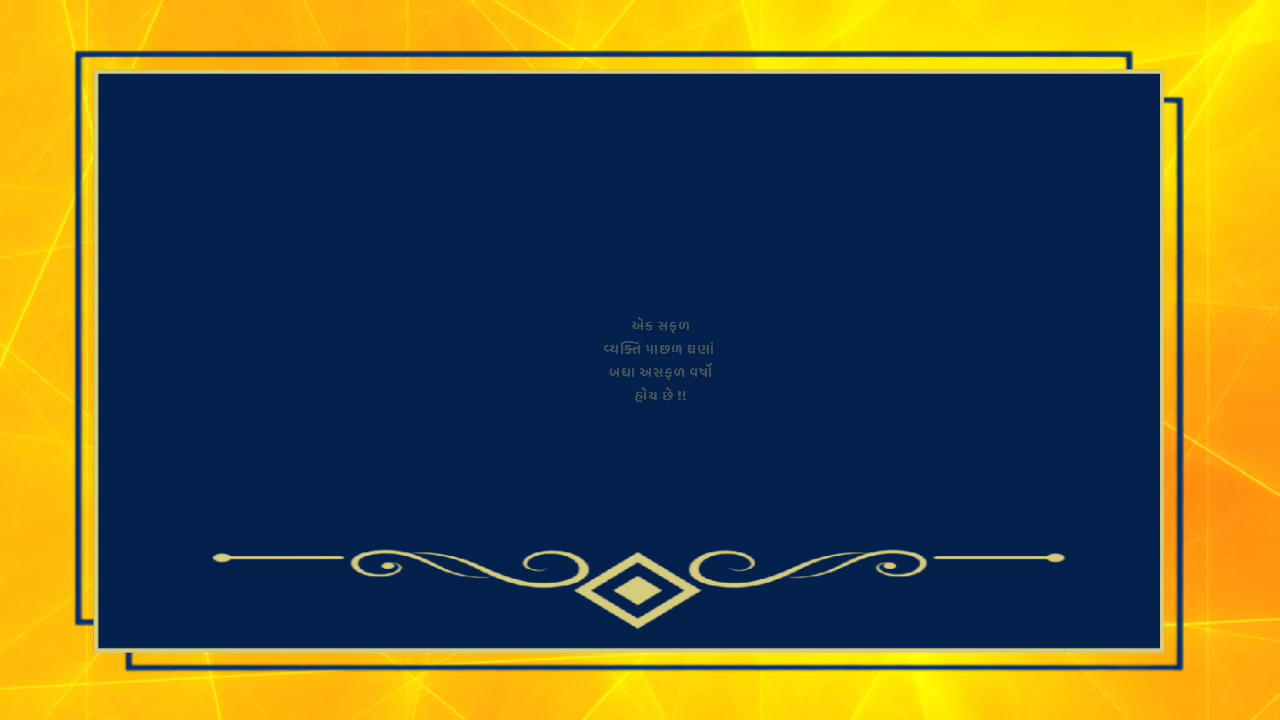 એક સફળ
વ્યક્તિ પાછળ ઘણાં
બધા અસફળ વર્ષો
હોય છે !!